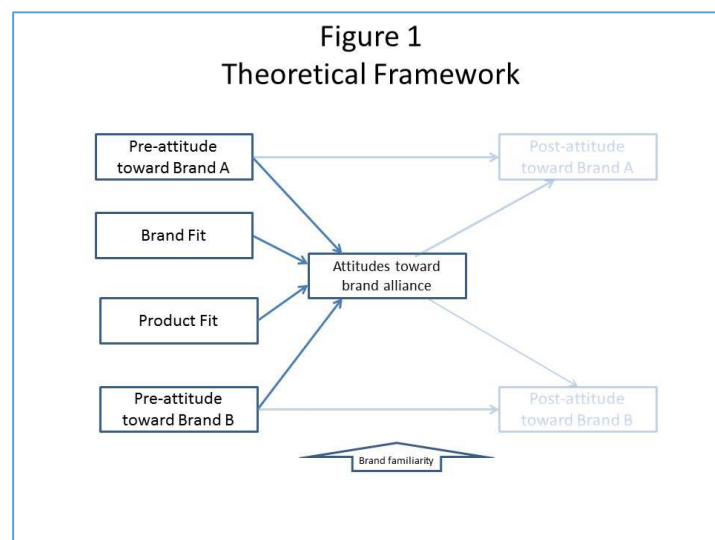 Figure 1
Theoretical Framework
Pre-attitude
toward Brand A
Post-attitude
toward Brand A
Brand Fit
Attitudes toward
brand alliance
Product Fit
Pre-attitude
toward Brand B
Post-attitude
toward Brand B
Brand familiarity